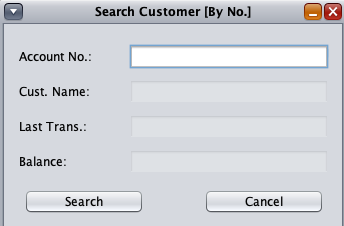 Search Customer [By No.]
Account No.:
Cust. Name:
Last Trans.:
Balance:
Search Cancel